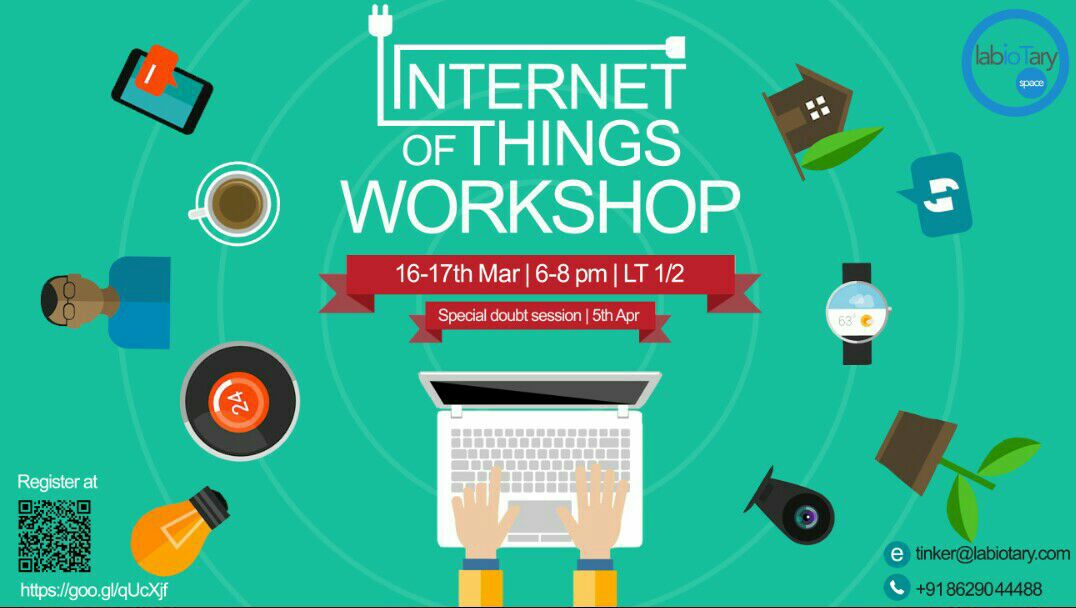 labioTary
space
INTERNET
OF THINGS
WORKSHOP
16-17th Mar | 6-8 pm | LT 1/2
Special doubt session | 5th Apr
63°
24
Register at
https://goo.gl/qUcXjf
tinker@labiotary.com
+918629044488